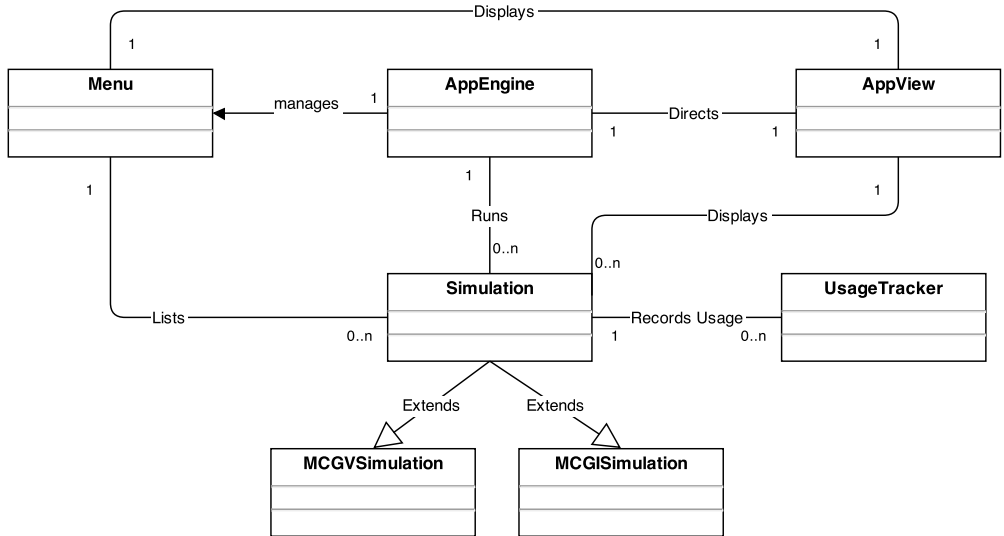 Displays
1
1
Menu
AppEngine
AppView
manages
1
Directs
1
1
1
1
1
Runs
Displays
0..n
0..n
Simulation
UsageTracker
Lists
Records Usage
0..n
1
0..n
Extends
Extends
MCGVSimulation
MCGISimulation